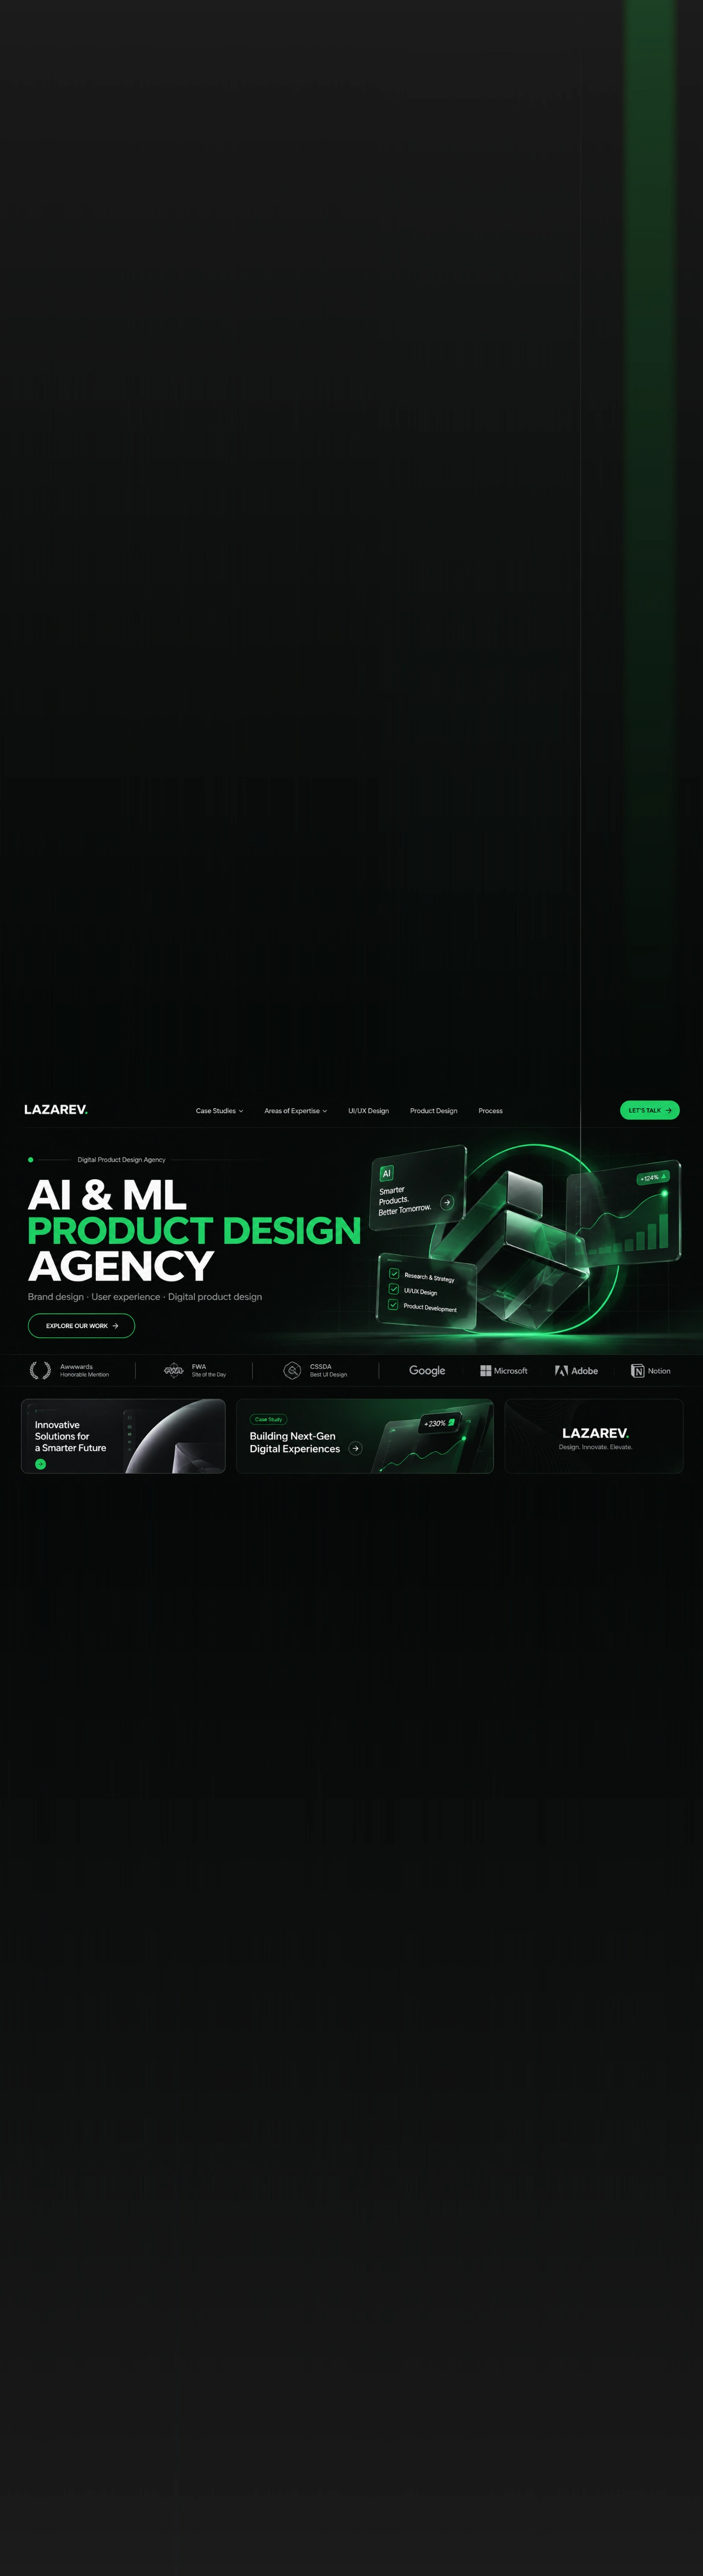 LAZAREV.
Case Studies
Areas of Expertise
UI/UX Design
Product Design
Process
LET'S TALK
Digital Product Design Agency
AI & ML
PRODUCT DESIGN
AGENCY
Brand design · User experience · Digital product design
EXPLORE OUR WORK
AI
Smarter
Products.
Better Tomorrow.
+124%
Research & Strategy
UI/UX Design
Product Development
Awwwards
Honorable Mention
FWA
FWA
Site of the Day
CSSDA
Best UI Design
Google
Microsoft
Adobe
Notion
Innovative
Solutions for
a Smarter Future
Case Study
Building Next-Gen
Digital Experiences
+230%
LAZAREV.
Design. Innovate. Elevate.